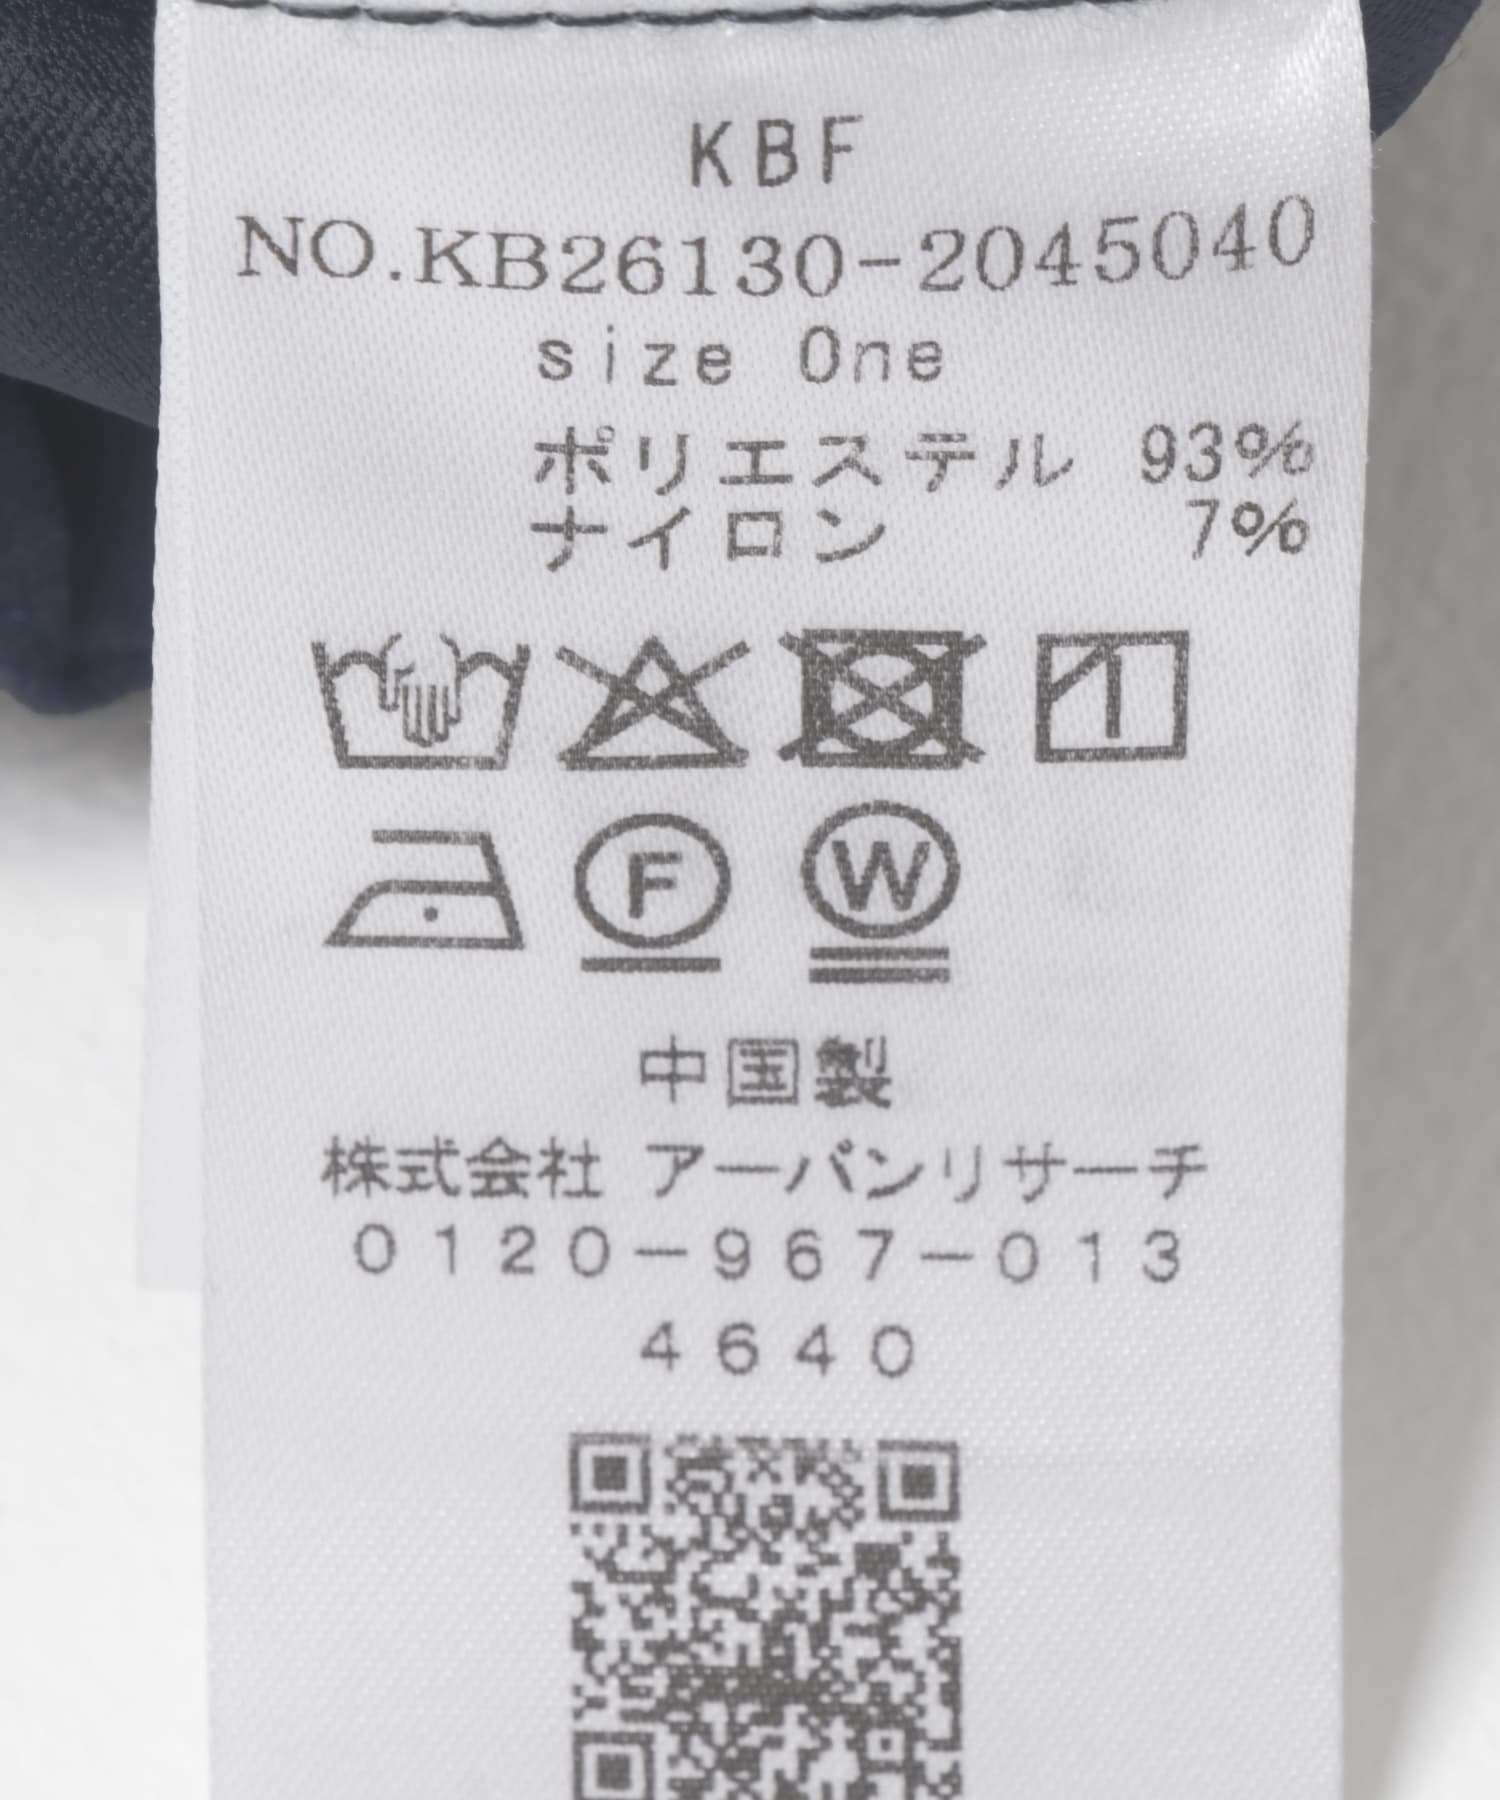 KBF
NO.KB26130-2045040
size One
ポリエステル 93%
ナイロン 7%
F
W
中国製
株式会社 アーバンリサーチ
0120-967-013
4640